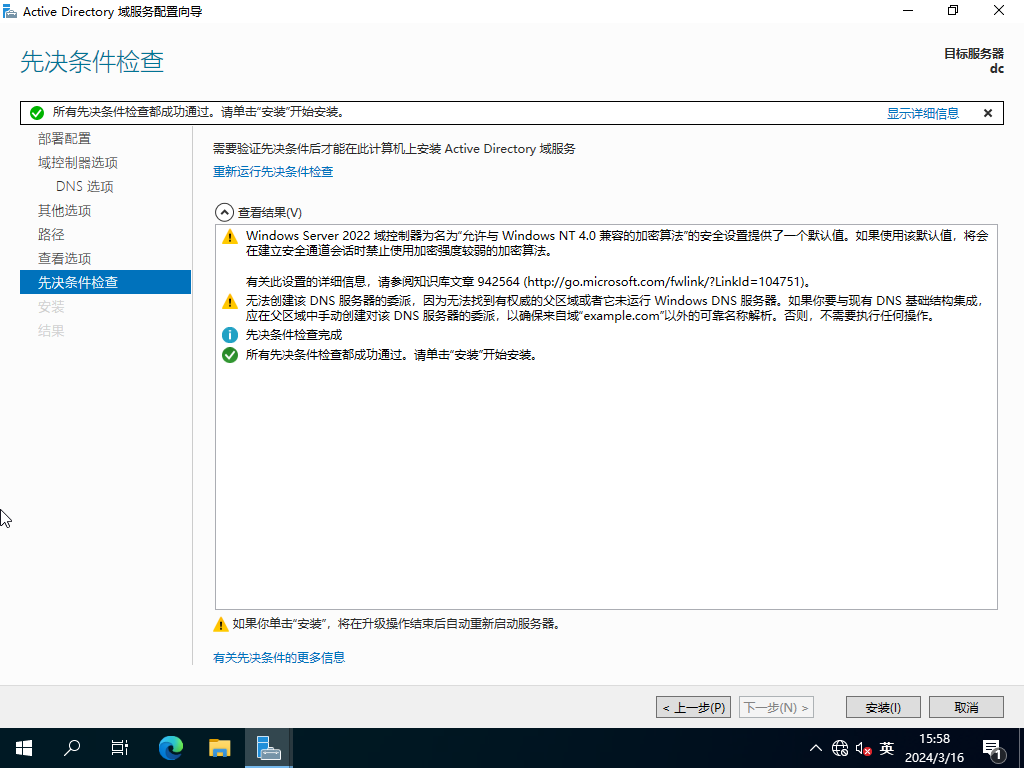 Active Directory 域服务配置向导
先决条件检查
目标服务器
dc
所有先决条件检查都成功通过。请单击“安装”开始安装。
显示详细信息
部署配置
域控制器选项
DNS 选项
其他选项
路径
查看选项
先决条件检查
安装
结果
需要验证先决条件后才能在此计算机上安装 Active Directory 域服务
重新运行先决条件检查
查看结果(V)
Windows Server 2022 域控制器为名为“允许与 Windows NT 4.0 兼容的加密算法”的安全设置提供了一个默认值。如果使用该默认值，将会
在建立安全通道会话时禁止使用加密强度较弱的加密算法。
有关此设置的详细信息，请参阅知识库文章 942564 (http://go.microsoft.com/fwlink/?LinkId=104751)。
无法创建该 DNS 服务器的委派，因为无法找到有权威的父区域或者它未运行 Windows DNS 服务器。如果你要与现有 DNS 基础结构集成，
应在父区域中手动创建对该 DNS 服务器的委派，以确保来自域“example.com”以外的可靠名称解析。否则，不需要执行任何操作。
先决条件检查完成
所有先决条件检查都成功通过。请单击“安装”开始安装。
如果你单击“安装”，将在升级操作结束后自动重新启动服务器。
有关先决条件的更多信息
< 上一步(P)
下一步(N) >
安装(I)
取消
英
15:58
2024/3/16
1